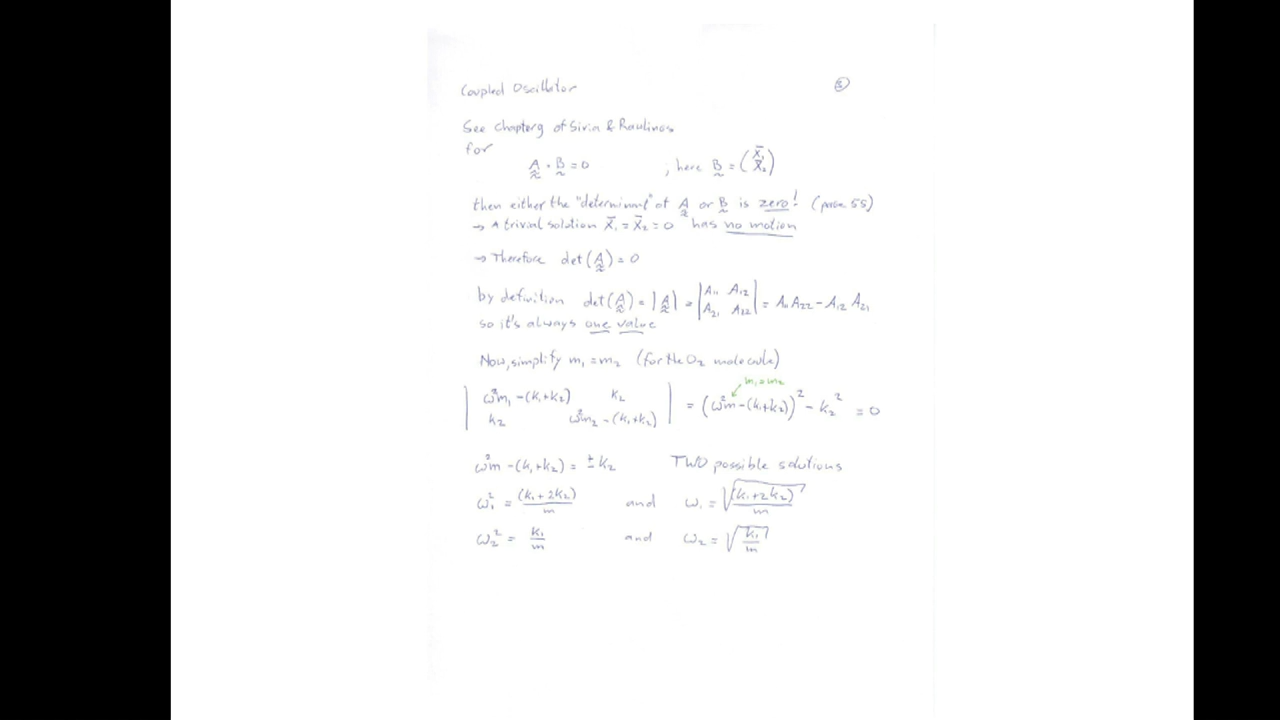 Coupled Oscillator ②
See Chapter 9 of Sivia & Rawlings
for
A · B = 0 ; here B = (X̄₁ X̄₂)
then either the "determinant" of A or B is zero! (page 55)
→ A trivial solution X̄₁ = X̄₂ = 0 has no motion
→ Therefore det(A) = 0
by definition det(A) = |A| = |A₁₁ A₁₂ A₂₁ A₂₂| = A₁₁A₂₂ − A₁₂A₂₁
so it's always one value
Now, simplify m₁ = m₂ (for the O₂ molecule)
m₁ = m₂
|ω²m₁ − (k₁+k₂) k₂
k₂ ω²m₂ − (k₁+k₂)| = (ω²m − (k₁+k₂))² − k₂² = 0
ω²m − (k₁+k₂) = ± k₂ TWO possible solutions
ω₁² = (k₁ + 2k₂)/m and ω₁ = √(k₁+2k₂)/m
ω₂² = k₁/m and ω₂ = √k₁/m